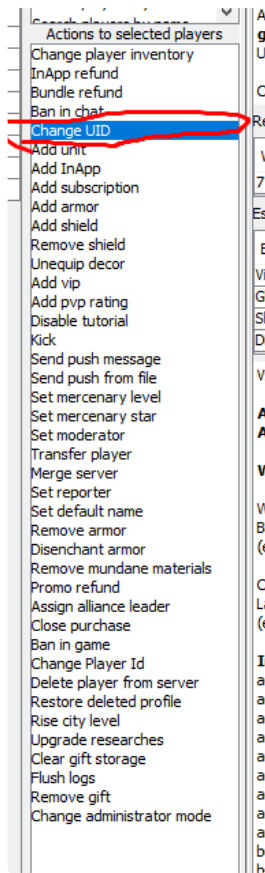 Search players by name
Actions to selected players
Change player inventory
InApp refund
Bundle refund
Ban in chat
Change UID
Add unit
Add InApp
Add subscription
Add armor
Add shield
Remove shield
Unequip decor
Add vip
Add pvp rating
Disable tutorial
Kick
Send push message
Send push from file
Set mercenary level
Set mercenary star
Set moderator
Transfer player
Merge server
Set reporter
Set default name
Remove armor
Disenchant armor
Remove mundane materials
Promo refund
Assign alliance leader
Close purchase
Ban in game
Change Player Id
Delete player from server
Restore deleted profile
Rise city level
Upgrade researches
Clear gift storage
Flush logs
Remove gift
Change administrator mode